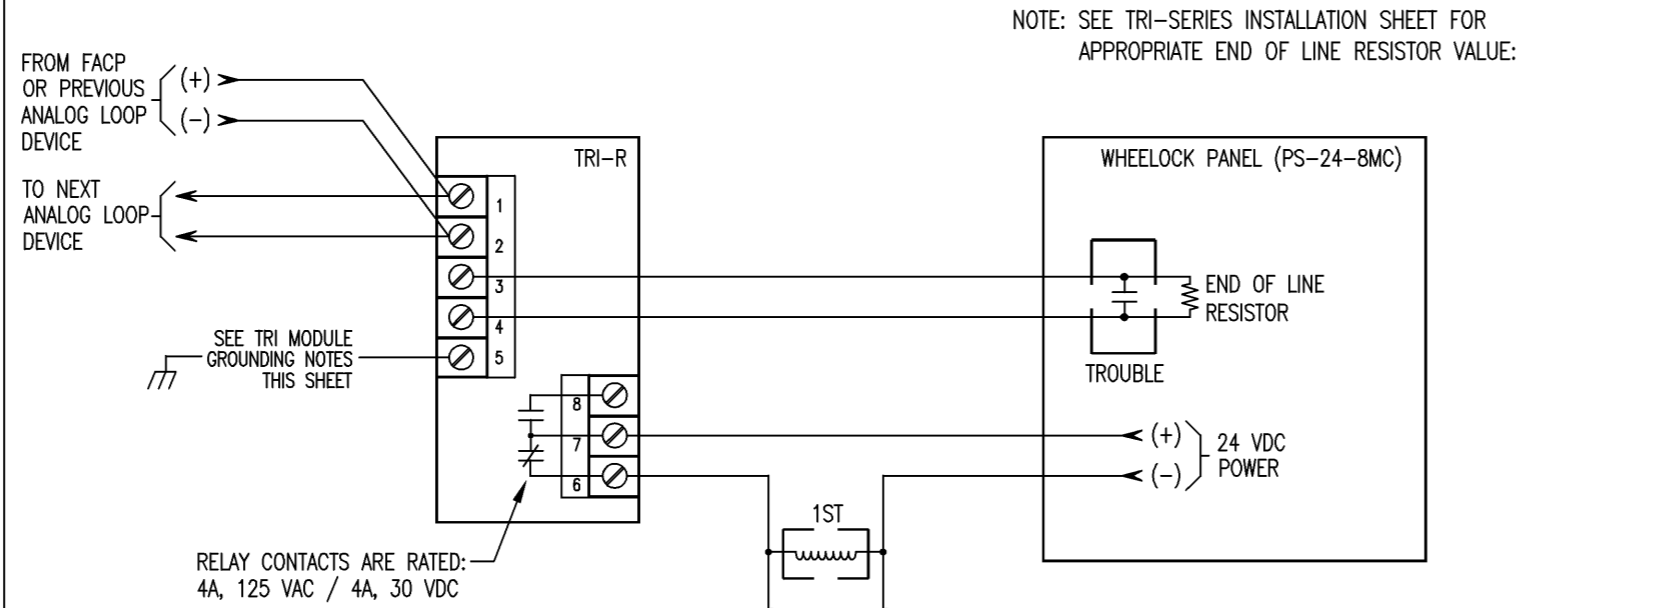 NOTE: SEE TRI-SERIES INSTALLATION SHEET FOR
APPROPRIATE END OF LINE RESISTOR VALUE:
FROM FACP
OR PREVIOUS
ANALOG LOOP
DEVICE
(+)
(-)
TO NEXT
ANALOG LOOP
DEVICE
TRI-R
1
2
3
4
5
SEE TRI MODULE
GROUNDING NOTES
THIS SHEET
8
7
6
RELAY CONTACTS ARE RATED:
4A, 125 VAC / 4A, 30 VDC
1ST
WHEELOCK PANEL (PS-24-8MC)
END OF LINE
RESISTOR
TROUBLE
(+)
(-)
24 VDC
POWER